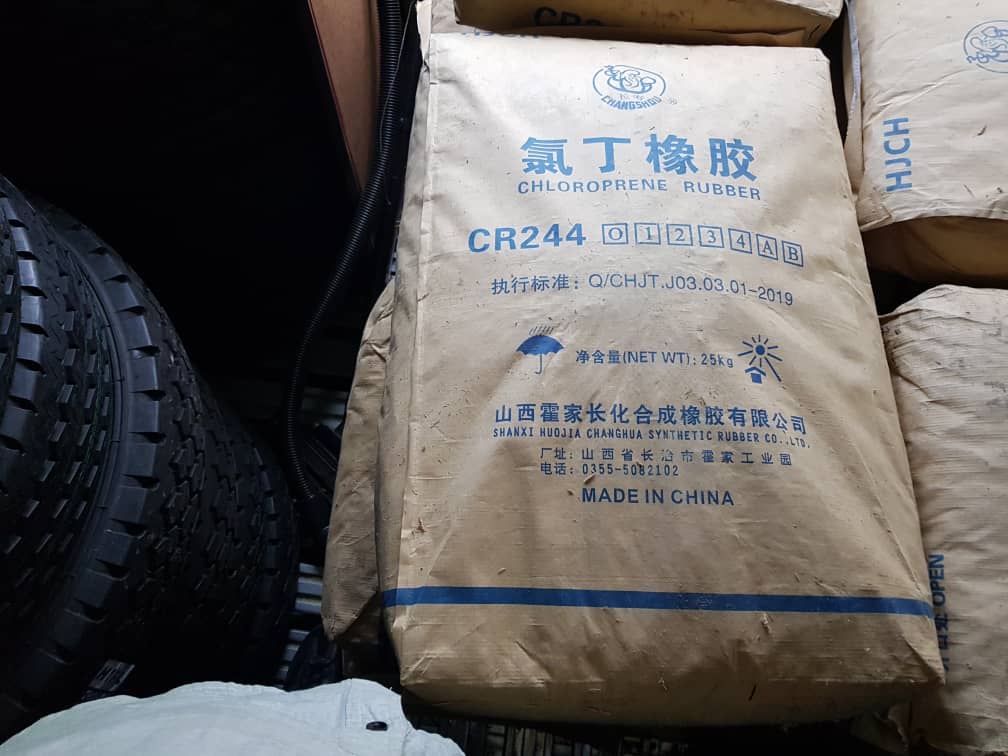 CR2
CHANGSHOU ®
氯丁橡胶
CHLOROPRENE RUBBER
CR244 0 1 2 3 4 A B
执行标准：Q/CHJT.J03.03.01-2019
净含量(NET WT)：25kg
山西霍家长化合成橡胶有限公司
SHANXI HUOJIA CHANGHUA SYNTHETIC RUBBER CO.,LTD.
厂址：山西省长治市霍家工业园
电话：0355-5082102
MADE IN CHINA
HJCH
OPEN